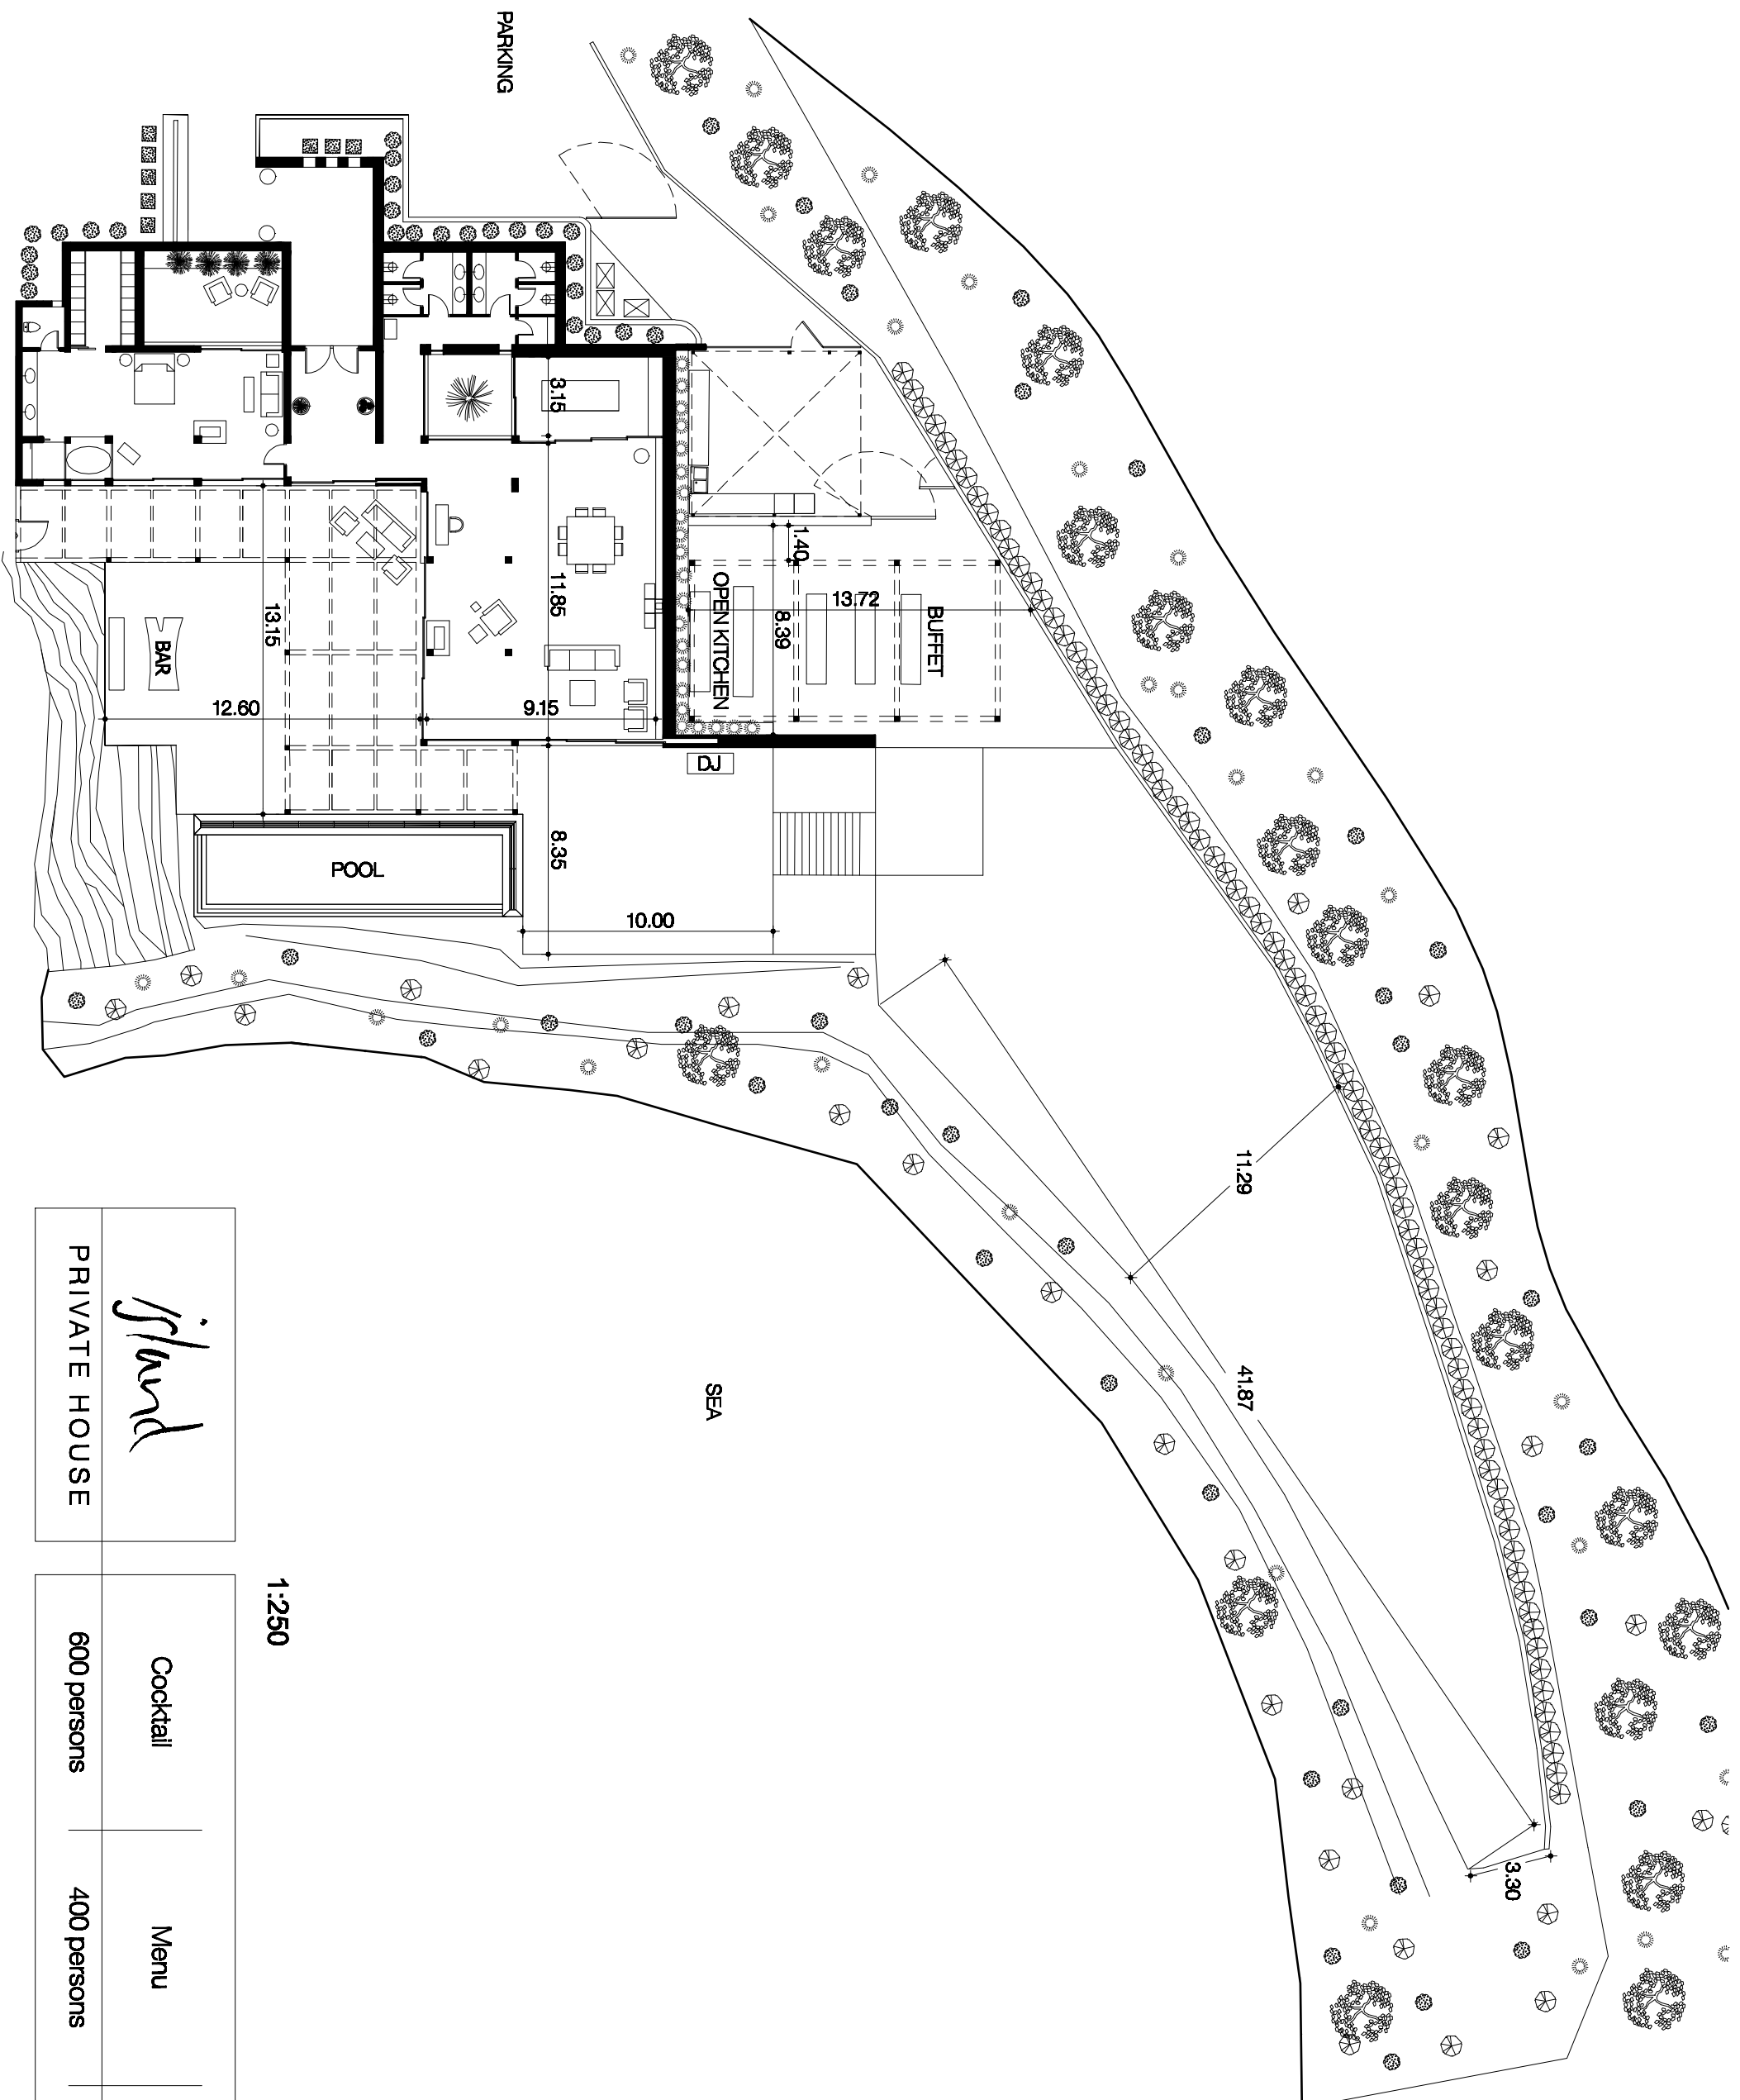 PARKING
3.15
11.85
1.40
OPEN KITCHEN
13.72
8.39
BUFFET
13.15
BAR
12.60
9.15
DJ
8.35
POOL
10.00
11.29
41.87
3.30
SEA
island
PRIVATE HOUSE
1:250
Cocktail
Menu
600 persons
400 persons